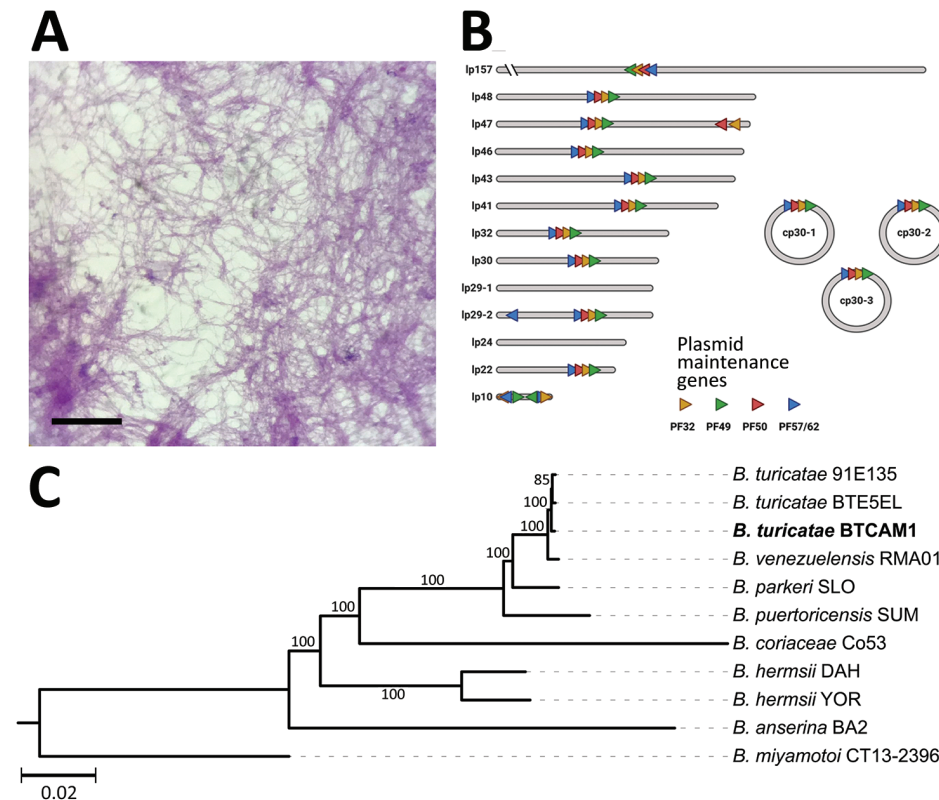 A
B
lp157
lp48
lp47
lp46
lp43
lp41
lp32
lp30
lp29-1
lp29-2
lp24
lp22
lp10
cp30-1
cp30-2
cp30-3
Plasmid
maintenance
genes
PF32 PF49 PF50 PF57/62
C
85
100
100
100
100
100
100
100
B. turicatae 91E135
B. turicatae BTE5EL
B. turicatae BTCAM1
B. venezuelensis RMA01
B. parkeri SLO
B. puertoricensis SUM
B. coriaceae Co53
B. hermsii DAH
B. hermsii YOR
B. anserina BA2
B. miyamotoi CT13-2396
0.02